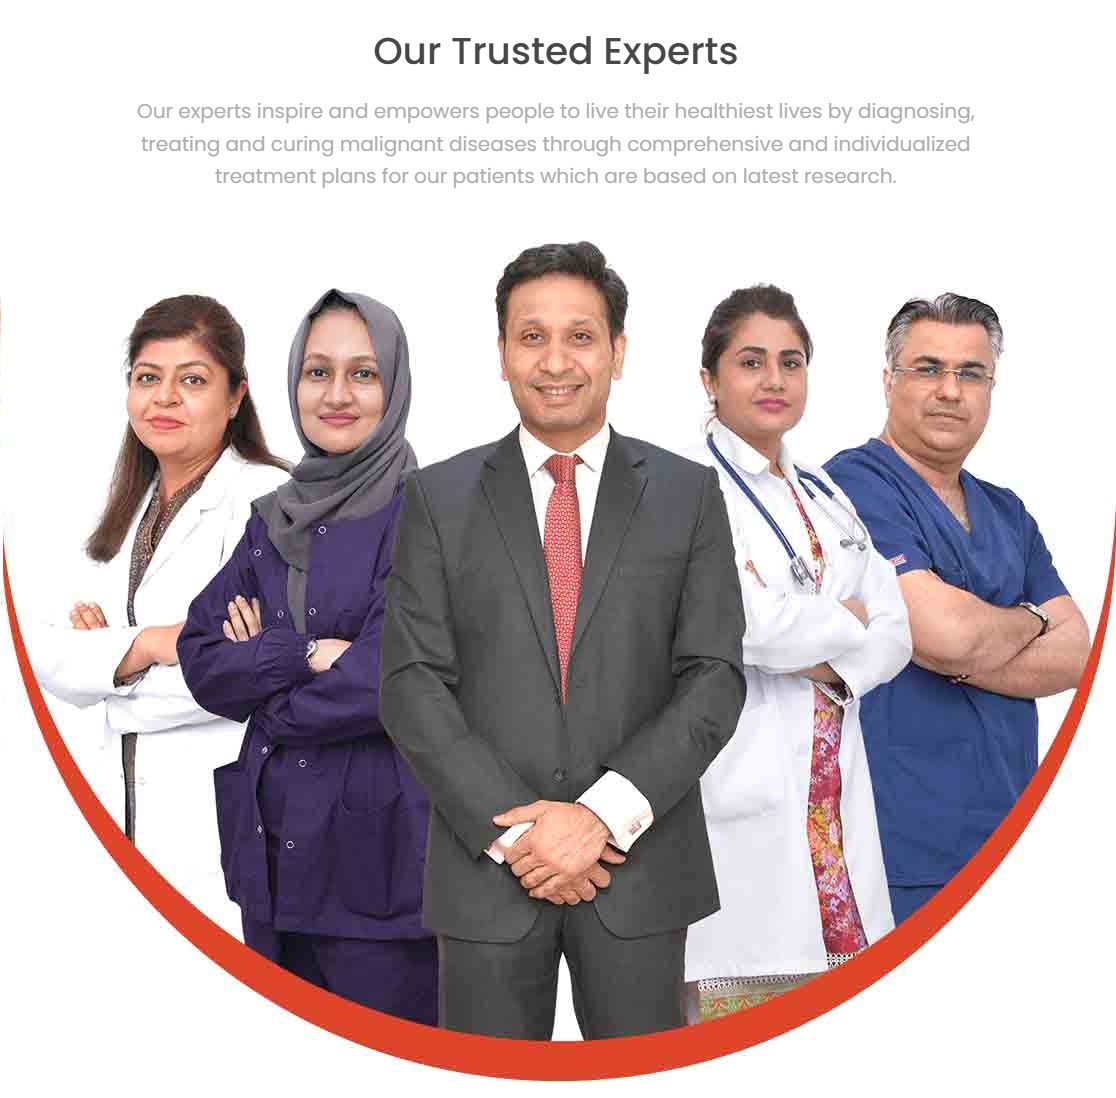 Our Trusted Experts
Our experts inspire and empowers people to live their healthiest lives by diagnosing,
treating and curing malignant diseases through comprehensive and individualized
treatment plans for our patients which are based on latest research.